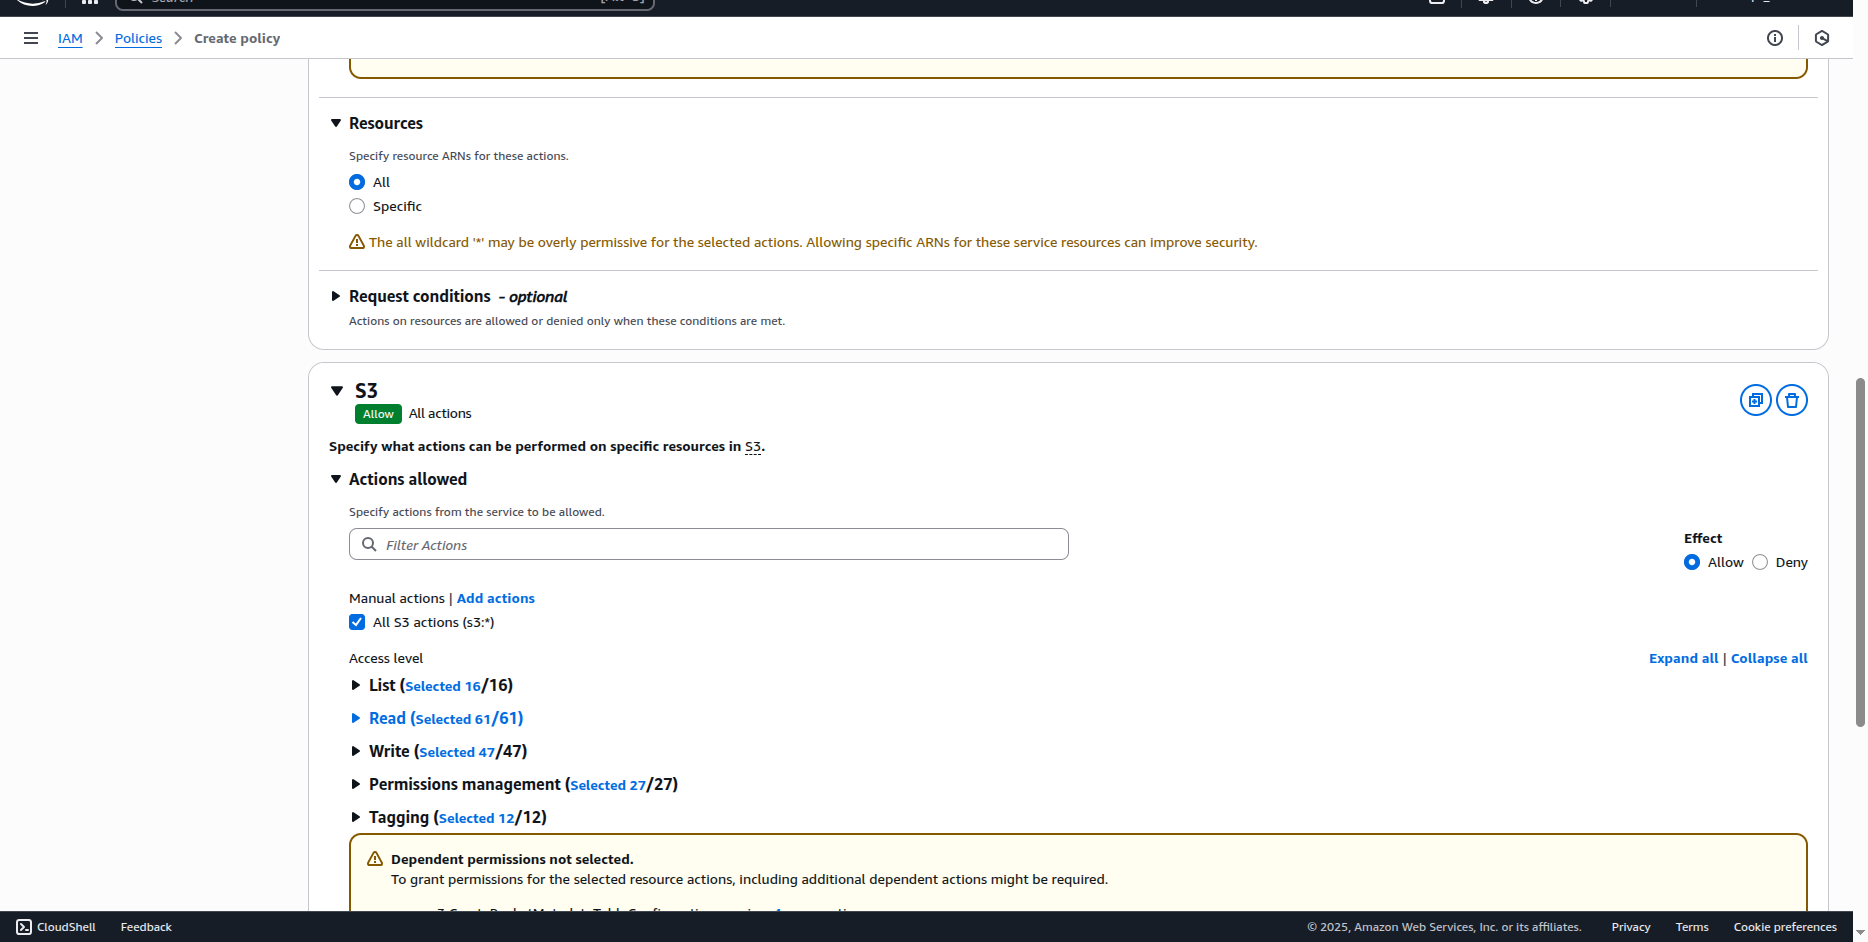 IAM > Policies > Create policy
Resources
Specify resource ARNs for these actions.
All
Specific
The all wildcard '*' may be overly permissive for the selected actions. Allowing specific ARNs for these service resources can improve security.
Request conditions - optional
Actions on resources are allowed or denied only when these conditions are met.
S3
Allow All actions
Specify what actions can be performed on specific resources in S3.
Actions allowed
Specify actions from the service to be allowed.
Filter Actions
Effect
Allow Deny
Manual actions | Add actions
All S3 actions (s3:*)
Access level
Expand all | Collapse all
List (Selected 16/16)
Read (Selected 61/61)
Write (Selected 47/47)
Permissions management (Selected 27/27)
Tagging (Selected 12/12)
Dependent permissions not selected.
To grant permissions for the selected resource actions, including additional dependent actions might be required.
CloudShell Feedback © 2025, Amazon Web Services, Inc. or its affiliates. Privacy Terms Cookie preferences